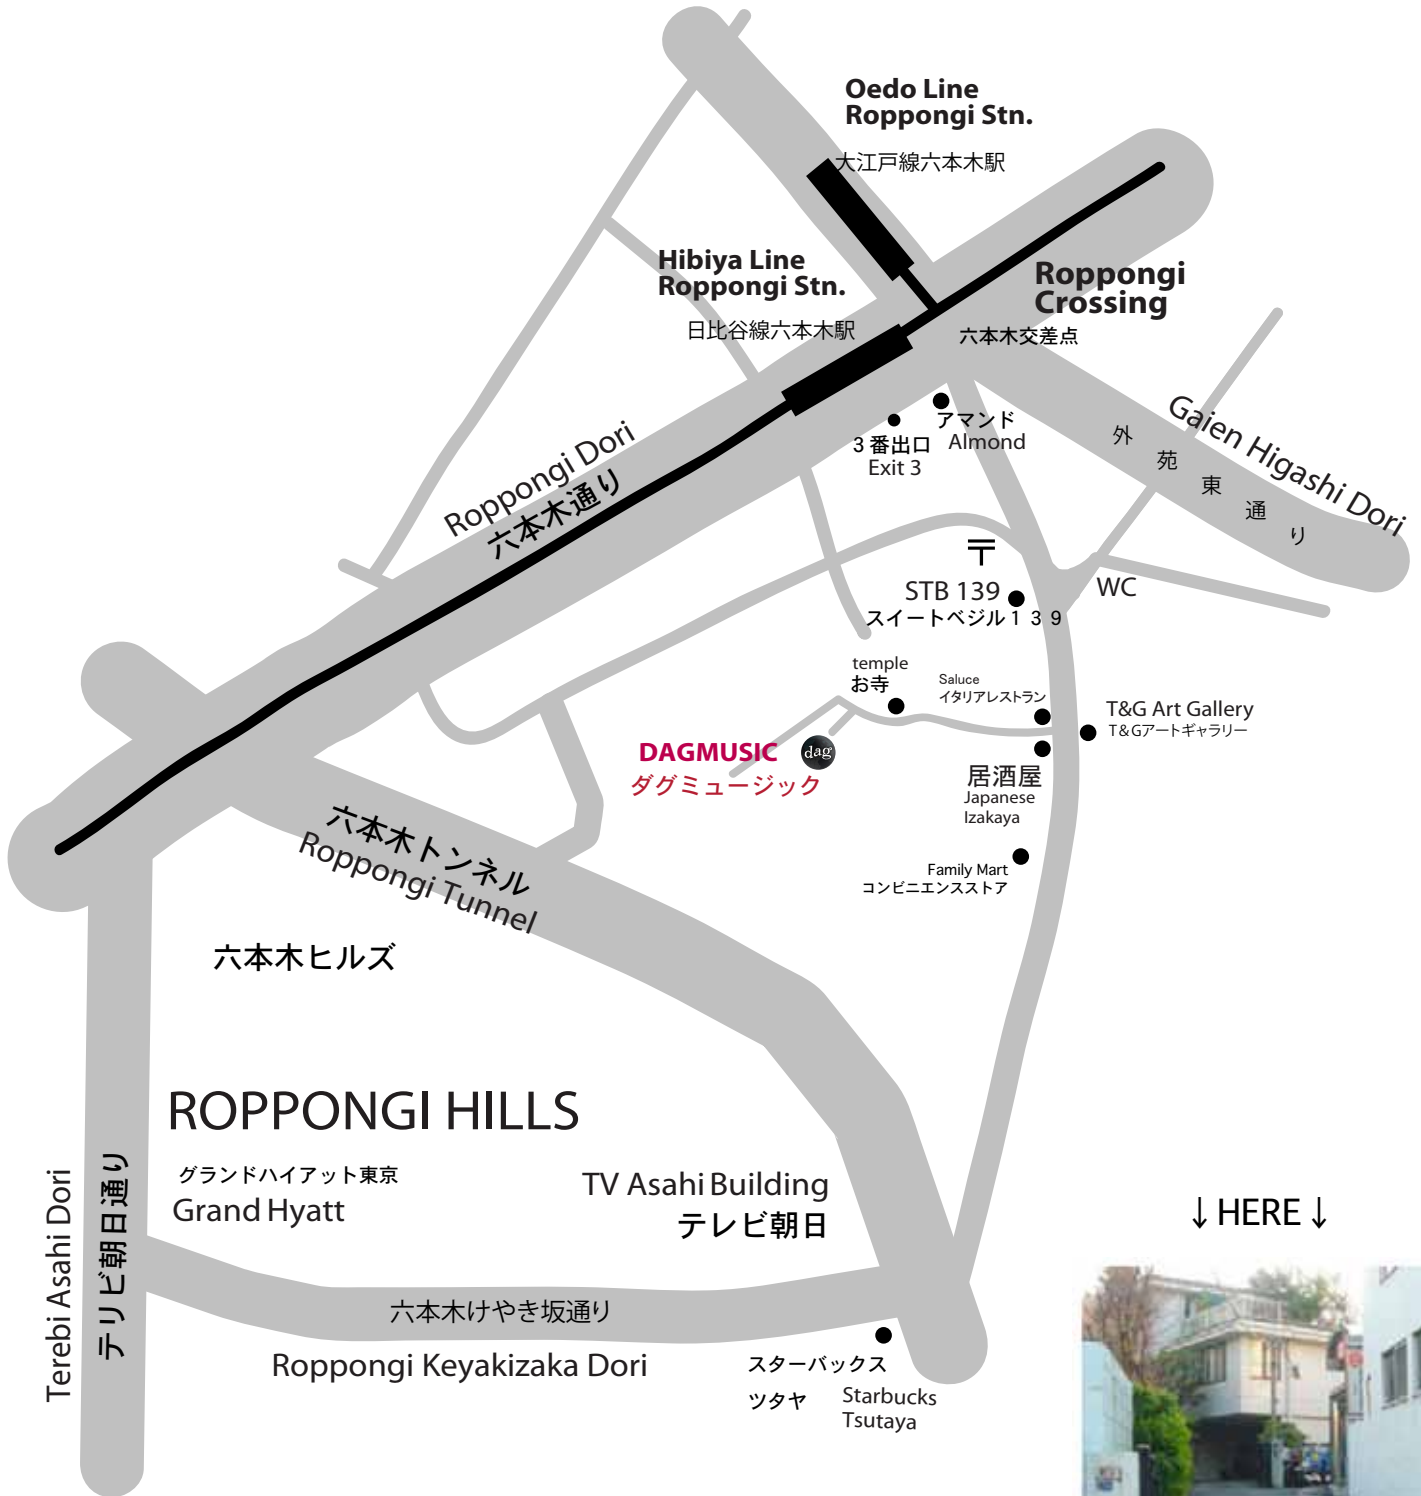 Oedo Line
Roppongi Stn.
大江戸線六本木駅
Hibiya Line
Roppongi Stn.
日比谷線六本木駅
Roppongi
Crossing
六本木交差点
Gaien Higashi Dori
外苑東通り
アマンド
Almond
3番出口
Exit 3
Roppongi Dori
六本木通り
〒
STB 139
スイートベジル139
WC
temple
お寺
Saluce
イタリアレストラン
T&G Art Gallery
T&Gアートギャラリー
DAGMUSIC
dag
ダグミュージック
居酒屋
Japanese
Izakaya
六本木トンネル
Roppongi Tunnel
Family Mart
コンビニエンスストア
六本木ヒルズ
ROPPONGI HILLS
グランドハイアット東京
Grand Hyatt
TV Asahi Building
テレビ朝日
Terebi Asahi Dori
テリビ朝日通り
↓ HERE ↓
六本木けやき坂通り
Roppongi Keyakizaka Dori
スターバックス
ツタヤ
Starbucks
Tsutaya